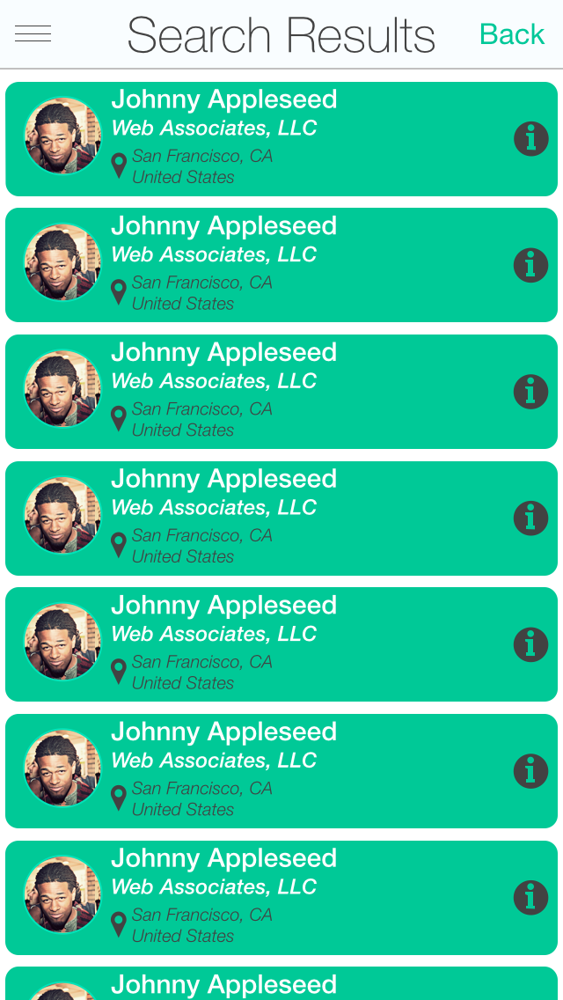 Search Results
Back
Johnny Appleseed
Web Associates, LLC
San Francisco, CA
United States
Johnny Appleseed
Web Associates, LLC
San Francisco, CA
United States
Johnny Appleseed
Web Associates, LLC
San Francisco, CA
United States
Johnny Appleseed
Web Associates, LLC
San Francisco, CA
United States
Johnny Appleseed
Web Associates, LLC
San Francisco, CA
United States
Johnny Appleseed
Web Associates, LLC
San Francisco, CA
United States
Johnny Appleseed
Web Associates, LLC
San Francisco, CA
United States
Johnny Appleseed